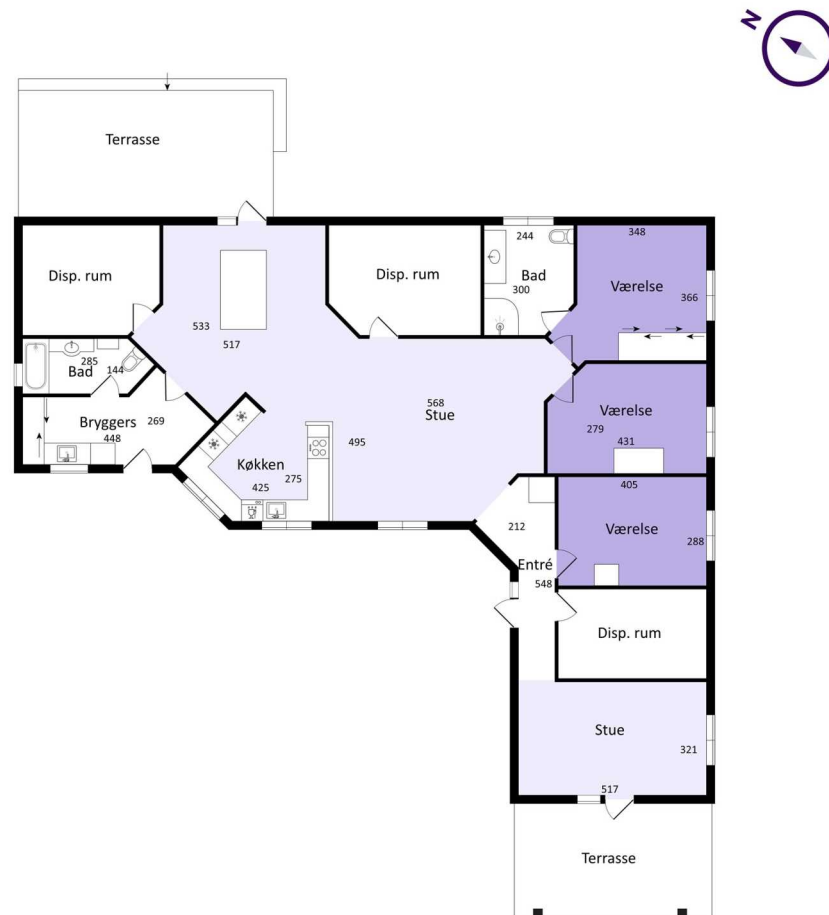 N
Terrasse
Disp. rum
533
517
Disp. rum
244
Bad
300
348
Værelse
366
285
Bad
144
Bryggers
269
448
Køkken
275
425
568
Stue
495
Værelse
279
431
405
Værelse
288
212
Entré
548
Disp. rum
Stue
321
517
Terrasse